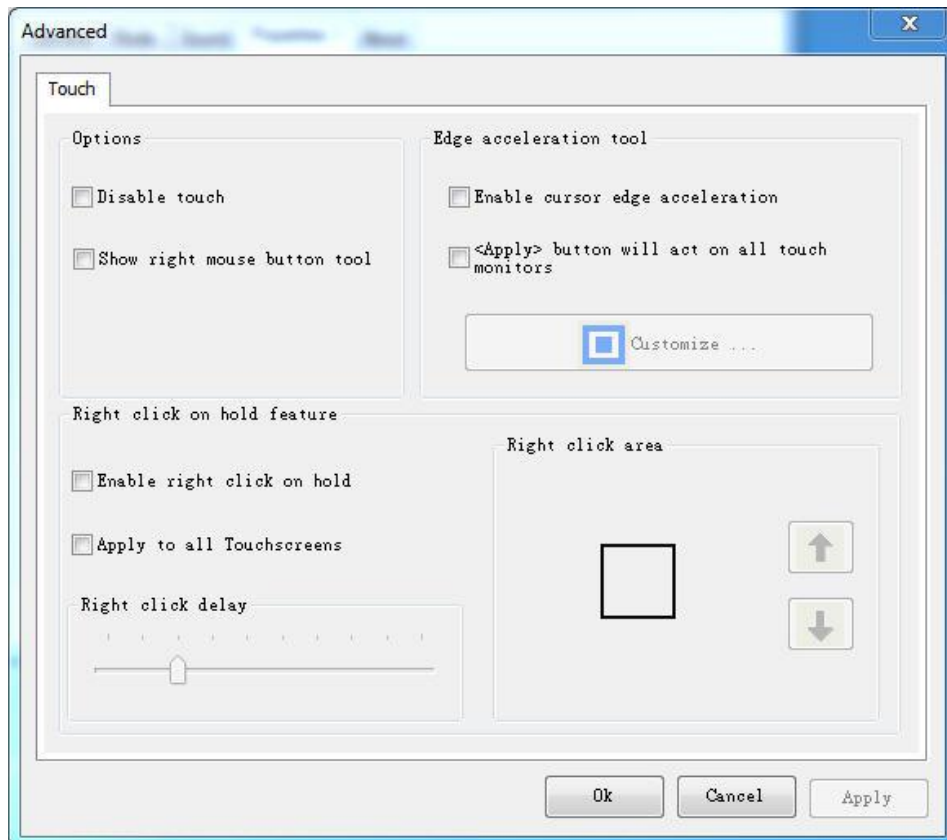 Advanced
Touch
Options
Disable touch
Show right mouse button tool
Edge acceleration tool
Enable cursor edge acceleration
<Apply> button will act on all touch
monitors
Customize ...
Right click on hold feature
Enable right click on hold
Apply to all Touchscreens
Right click delay
Right click area
Ok
Cancel
Apply